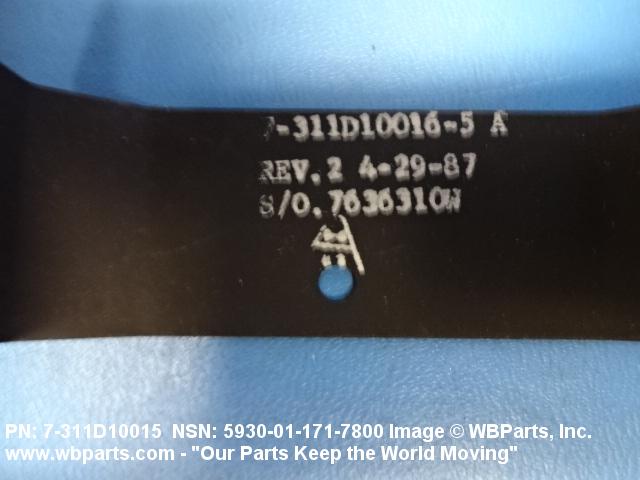 7-311D10016-5 A
REV.2 4-29-87
S/O.7636310W
PN: 7-311D10015 NSN: 5930-01-171-7800 Image © WBParts, Inc.
www.wbparts.com - "Our Parts Keep the World Moving"